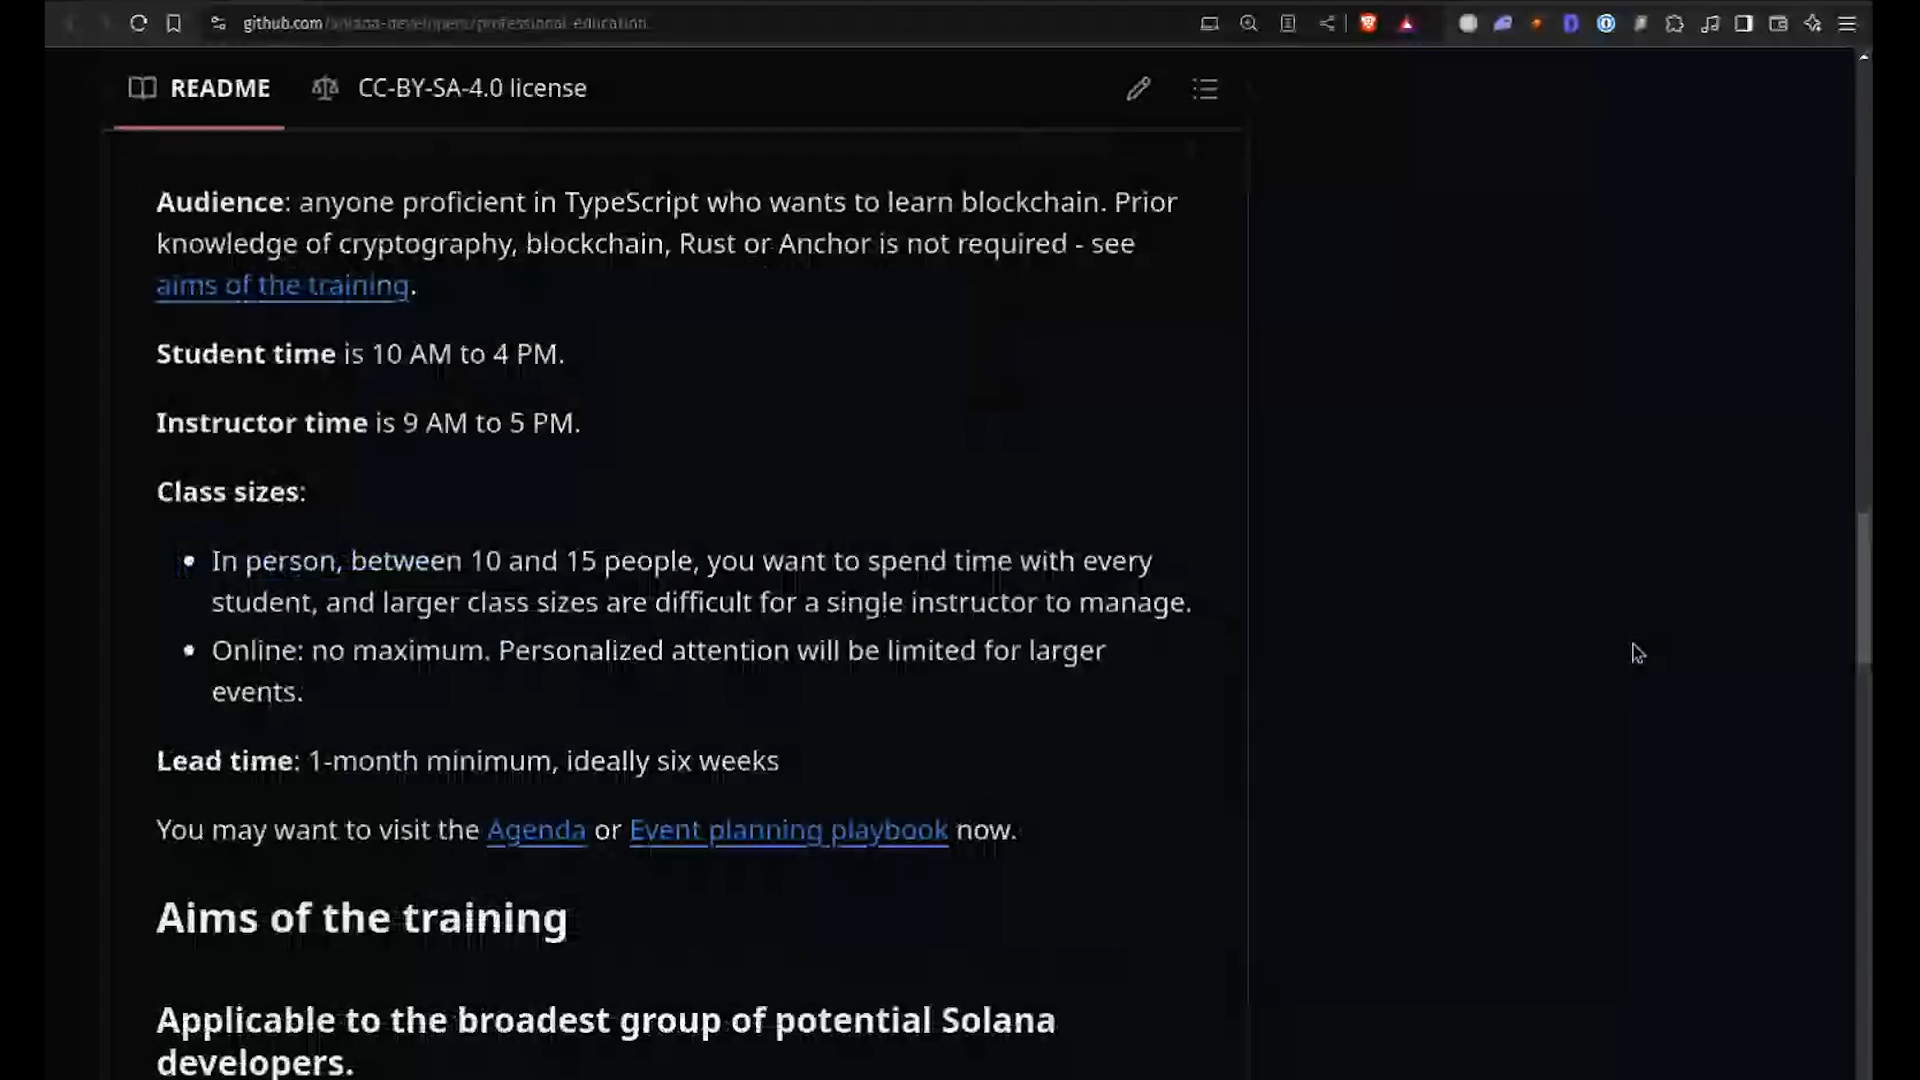 github.com/solana-developers/professional-education
README
CC-BY-SA-4.0 license
Audience: anyone proficient in TypeScript who wants to learn blockchain. Prior
knowledge of cryptography, blockchain, Rust or Anchor is not required - see
aims of the training.
Student time is 10 AM to 4 PM.
Instructor time is 9 AM to 5 PM.
Class sizes:
In person, between 10 and 15 people, you want to spend time with every
student, and larger class sizes are difficult for a single instructor to manage.
Online: no maximum. Personalized attention will be limited for larger
events.
Lead time: 1-month minimum, ideally six weeks
You may want to visit the Agenda or Event planning playbook now.
Aims of the training
Applicable to the broadest group of potential Solana
developers.